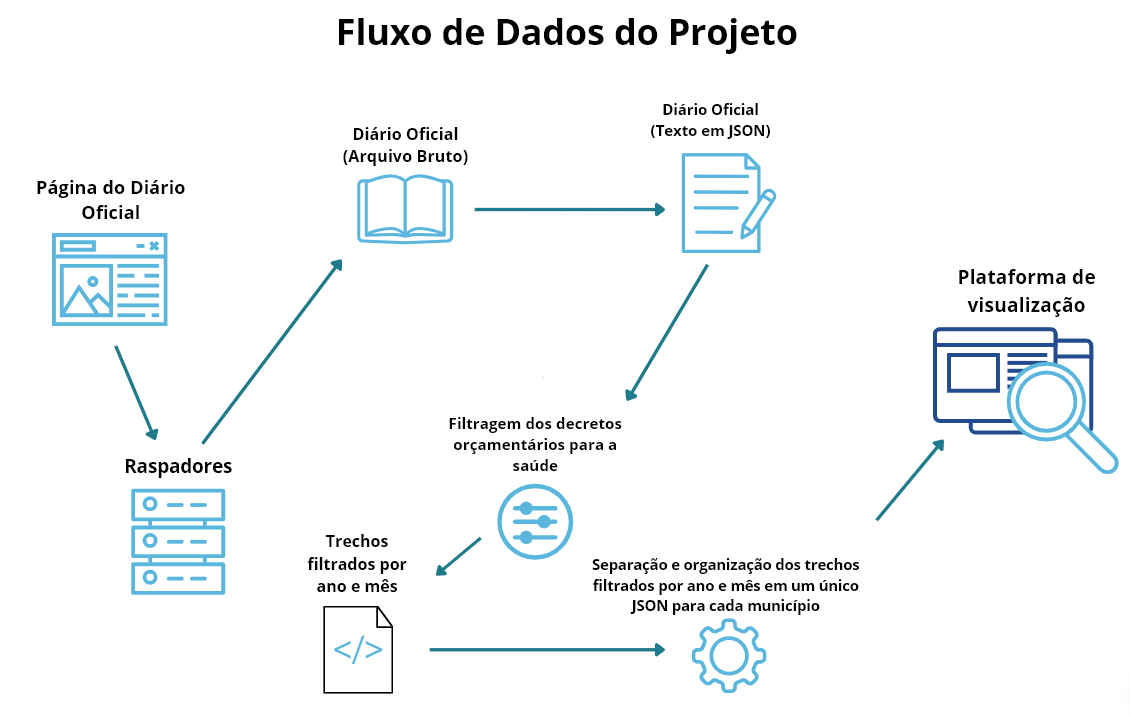 Fluxo de Dados do Projeto
Página do Diário
Oficial
Raspadores
Diário Oficial
(Arquivo Bruto)
Diário Oficial
(Texto em JSON)
Filtragem dos decretos
orçamentários para a
saúde
Trechos
filtrados por
ano e mês
</>
Separação e organização dos trechos
filtrados por ano e mês em um único
JSON para cada município
Plataforma de
visualização